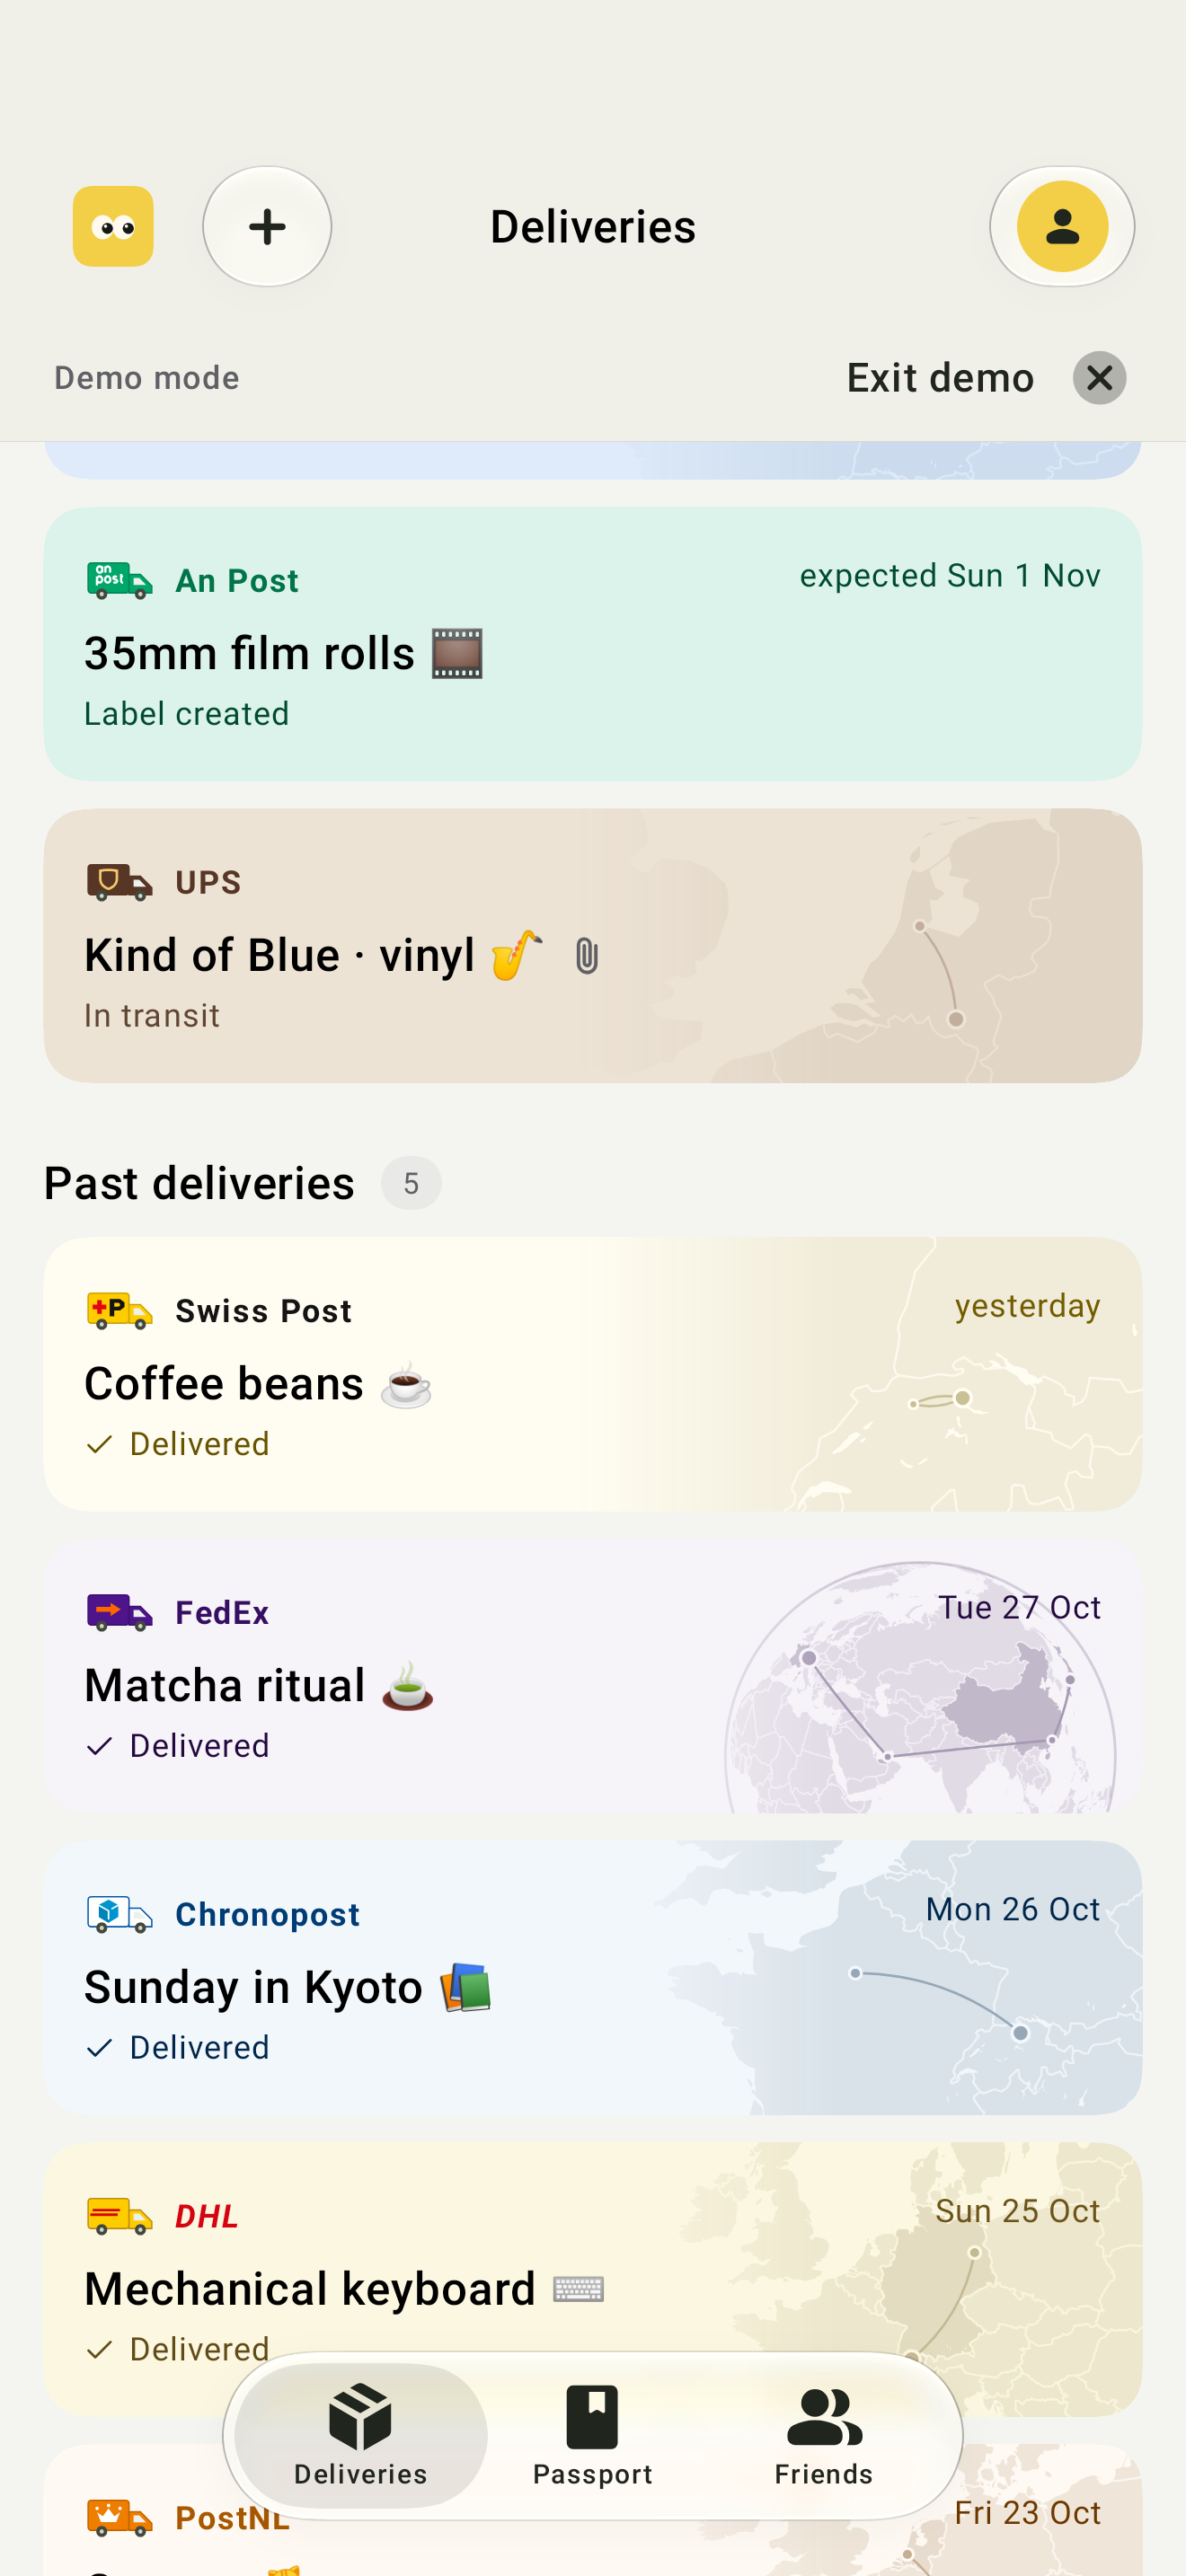 Deliveries
Demo mode
Exit demo
an post
An Post
expected Sun 1 Nov
35mm film rolls
Label created
UPS
Kind of Blue · vinyl
In transit
Past deliveries 5
P
Swiss Post
yesterday
Coffee beans
Delivered
FedEx
Tue 27 Oct
Matcha ritual
Delivered
Chronopost
Mon 26 Oct
Sunday in Kyoto
Delivered
DHL
Sun 25 Oct
Mechanical keyboard
Delivered
Deliveries
Passport
Friends
PostNL
Fri 23 Oct